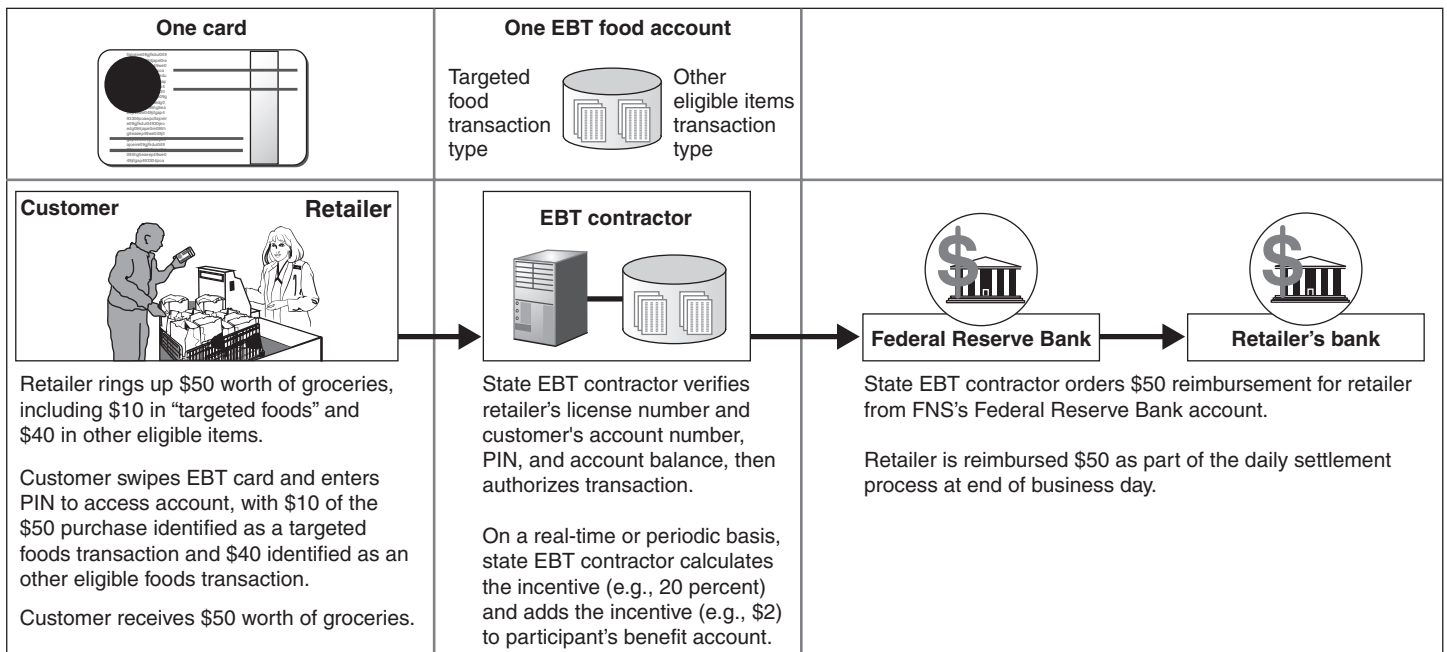 One card
One EBT food account
Targeted
food
transaction
type
Other
eligible items
transaction
type
Customer
Retailer
Retailer rings up $50 worth of groceries,
including $10 in “targeted foods” and
$40 in other eligible items.
Customer swipes EBT card and enters
PIN to access account, with $10 of the
$50 purchase identified as a targeted
foods transaction and $40 identified as an
other eligible foods transaction.
Customer receives $50 worth of groceries.
EBT contractor
State EBT contractor verifies
retailer’s license number and
customer's account number,
PIN, and account balance, then
authorizes transaction.
On a real-time or periodic basis,
state EBT contractor calculates
the incentive (e.g., 20 percent)
and adds the incentive (e.g., $2)
to participant’s benefit account.
$
$
Federal Reserve Bank
Retailer’s bank
State EBT contractor orders $50 reimbursement for retailer
from FNS’s Federal Reserve Bank account.
Retailer is reimbursed $50 as part of the daily settlement
process at end of business day.